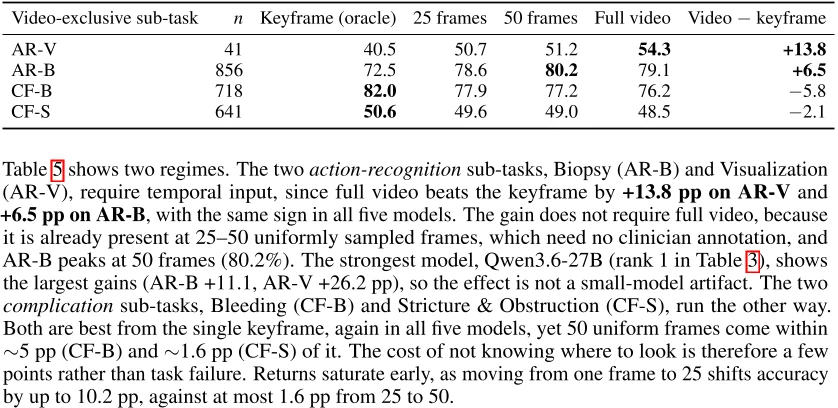 Video-exclusive sub-task n Keyframe (oracle) 25 frames 50 frames Full video Video − keyframe
AR-V 41 40.5 50.7 51.2 54.3 +13.8
AR-B 856 72.5 78.6 80.2 79.1 +6.5
CF-B 718 82.0 77.9 77.2 76.2 −5.8
CF-S 641 50.6 49.6 49.0 48.5 −2.1
Table 5 shows two regimes. The two action-recognition sub-tasks, Biopsy (AR-B) and Visualization
(AR-V), require temporal input, since full video beats the keyframe by +13.8 pp on AR-V and
+6.5 pp on AR-B, with the same sign in all five models. The gain does not require full video, because
it is already present at 25–50 uniformly sampled frames, which need no clinician annotation, and
AR-B peaks at 50 frames (80.2%). The strongest model, Qwen3.6-27B (rank 1 in Table 3), shows
the largest gains (AR-B +11.1, AR-V +26.2 pp), so the effect is not a small-model artifact. The two
complication sub-tasks, Bleeding (CF-B) and Stricture & Obstruction (CF-S), run the other way.
Both are best from the single keyframe, again in all five models, yet 50 uniform frames come within
∼5 pp (CF-B) and ∼1.6 pp (CF-S) of it. The cost of not knowing where to look is therefore a few
points rather than task failure. Returns saturate early, as moving from one frame to 25 shifts accuracy
by up to 10.2 pp, against at most 1.6 pp from 25 to 50.